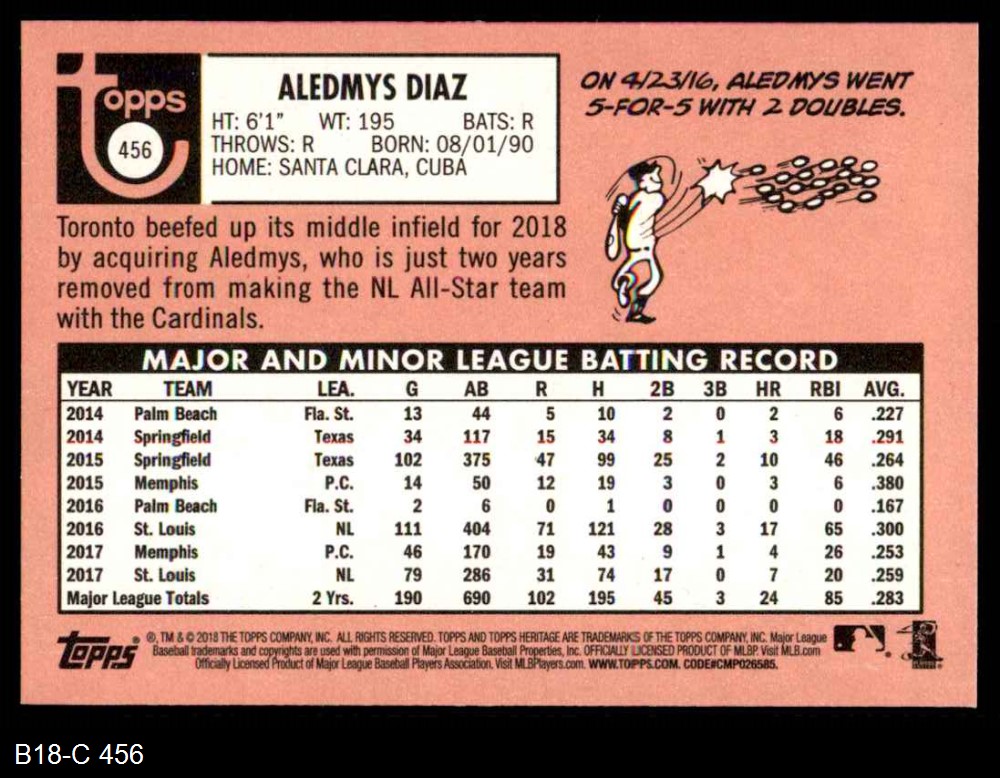 topps
456
ALEDMYS DIAZ
HT: 6'1" WT: 195 BATS: R
THROWS: R BORN: 08/01/90
HOME: SANTA CLARA, CUBA
ON 4/23/16, ALEDMYS WENT
5-FOR-5 WITH 2 DOUBLES.
Toronto beefed up its middle infield for 2018
by acquiring Aledmys, who is just two years
removed from making the NL All-Star team
with the Cardinals.
MAJOR AND MINOR LEAGUE BATTING RECORD
YEAR TEAM LEA. G AB R H 2B 3B HR RBI AVG.
2014 Palm Beach Fla. St. 13 44 5 10 2 0 2 6 .227
2014 Springfield Texas 34 117 15 34 8 1 3 18 .291
2015 Springfield Texas 102 375 47 99 25 2 10 46 .264
2015 Memphis P.C. 14 50 12 19 3 0 3 6 .380
2016 Palm Beach Fla. St. 2 6 0 1 0 0 0 0 .167
2016 St. Louis NL 111 404 71 121 28 3 17 65 .300
2017 Memphis P.C. 46 170 19 43 9 1 4 26 .253
2017 St. Louis NL 79 286 31 74 17 0 7 20 .259
Major League Totals 2 Yrs. 190 690 102 195 45 3 24 85 .283
topps ®, TM & © 2018 THE TOPPS COMPANY, INC. ALL RIGHTS RESERVED. TOPPS AND TOPPS HERITAGE ARE TRADEMARKS OF THE TOPPS COMPANY, INC. Major League
Baseball trademarks and copyrights are used with permission of Major League Baseball Properties, Inc. OFFICIALLY LICENSED PRODUCT OF MLBP. Visit MLB.com
Officially Licensed Product of Major League Baseball Players Association. Visit MLBPlayers.com. WWW.TOPPS.COM. CODE#CMP026585.
B18-C 456